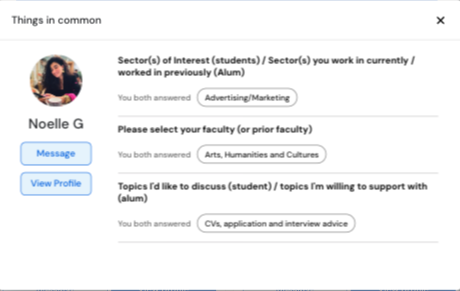 Things in common
Sector(s) of Interest (students) / Sector(s) you work in currently /
worked in previously (Alum)
You both answered Advertising/Marketing
Noelle G
Message
View Profile
Please select your faculty (or prior faculty)
You both answered Arts, Humanities and Cultures
Topics I'd like to discuss (student) / topics I'm willing to support with
(alum)
You both answered CVs, application and interview advice